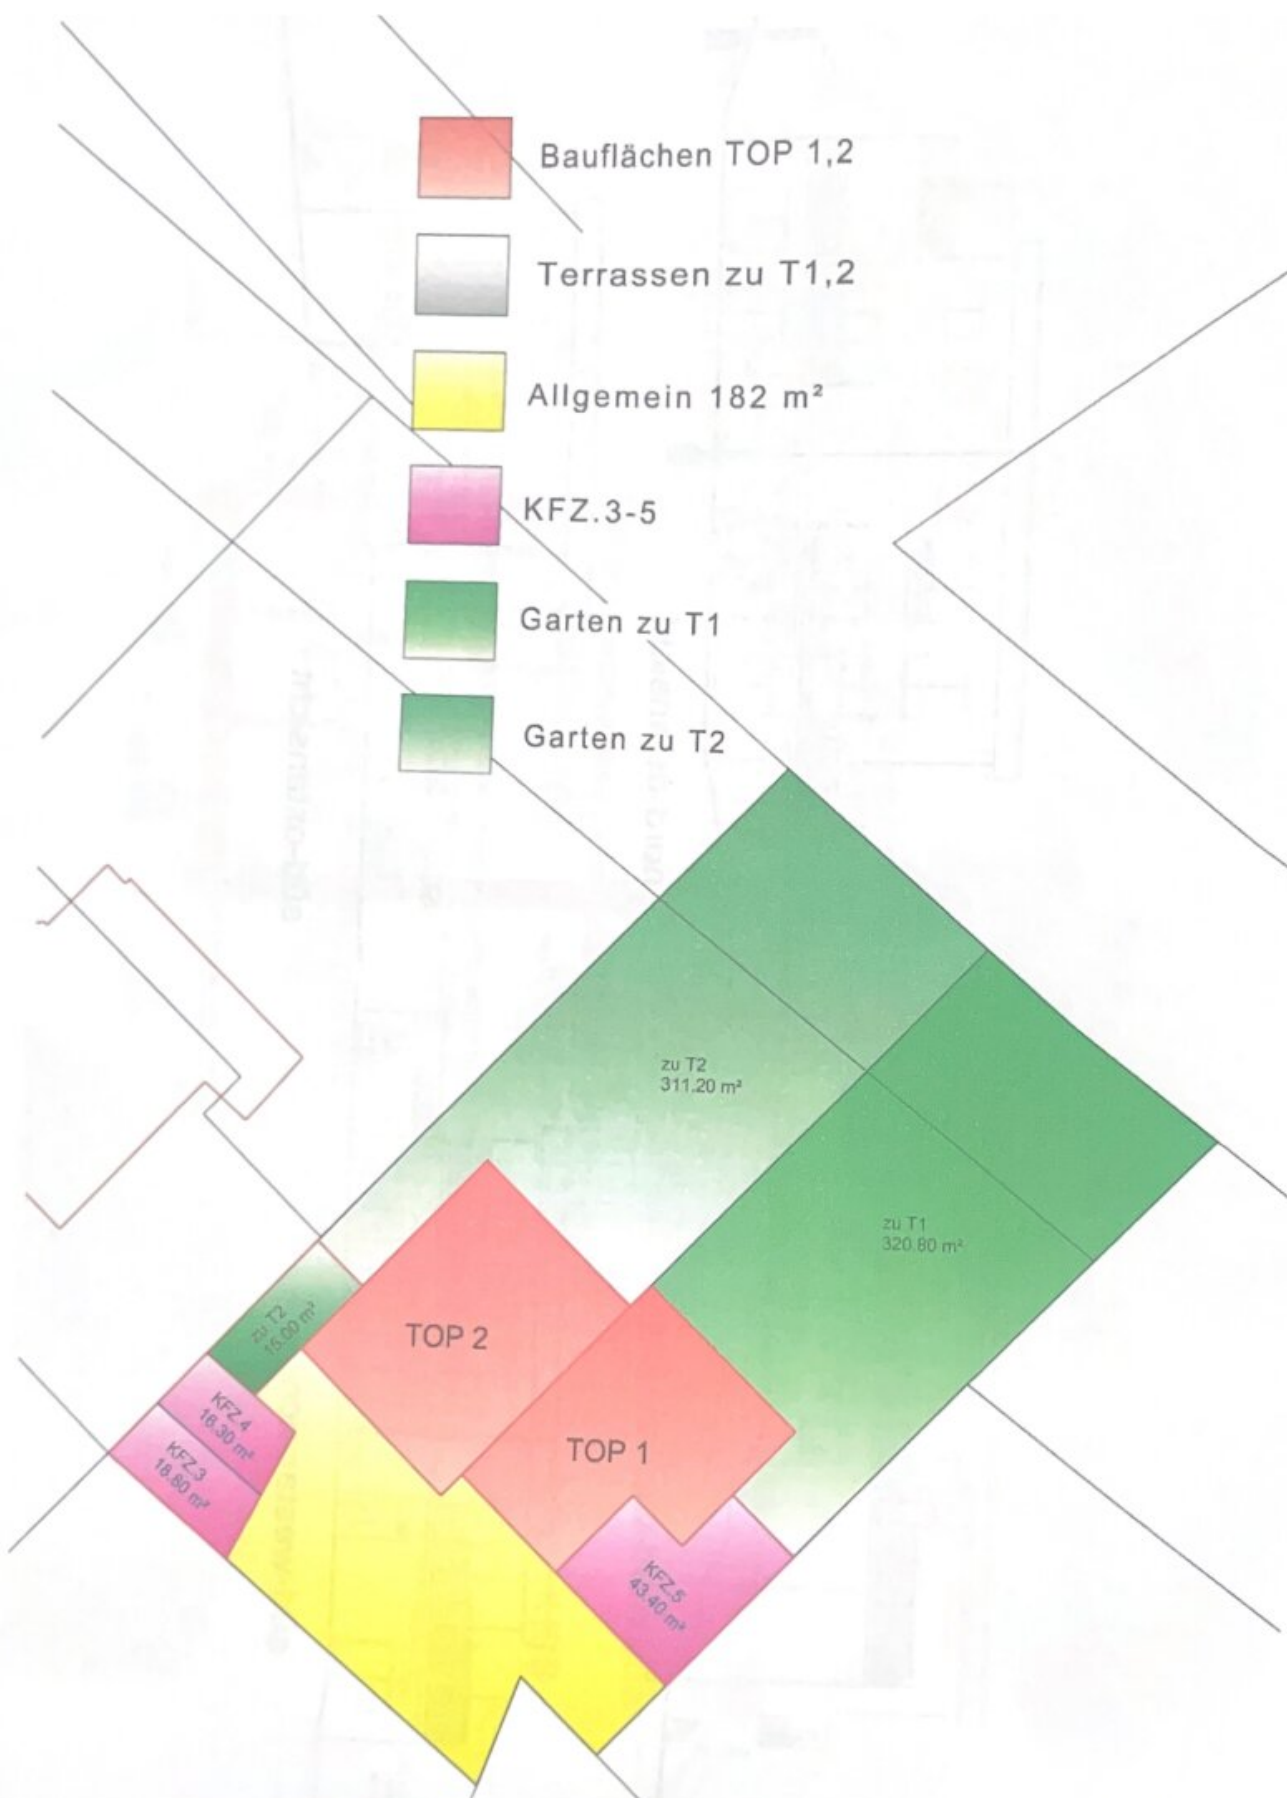 Bauflächen TOP 1,2
Terrassen zu T1,2
Allgemein 182 m²
KFZ.3-5
Garten zu T1
Garten zu T2
zu T2
311.20 m²
zu T1
320.80 m²
zu T2
15.00 m²
TOP 2
KFZ.4
16.30 m²
KFZ.3
18.80 m²
TOP 1
KFZ.5
43.40 m²